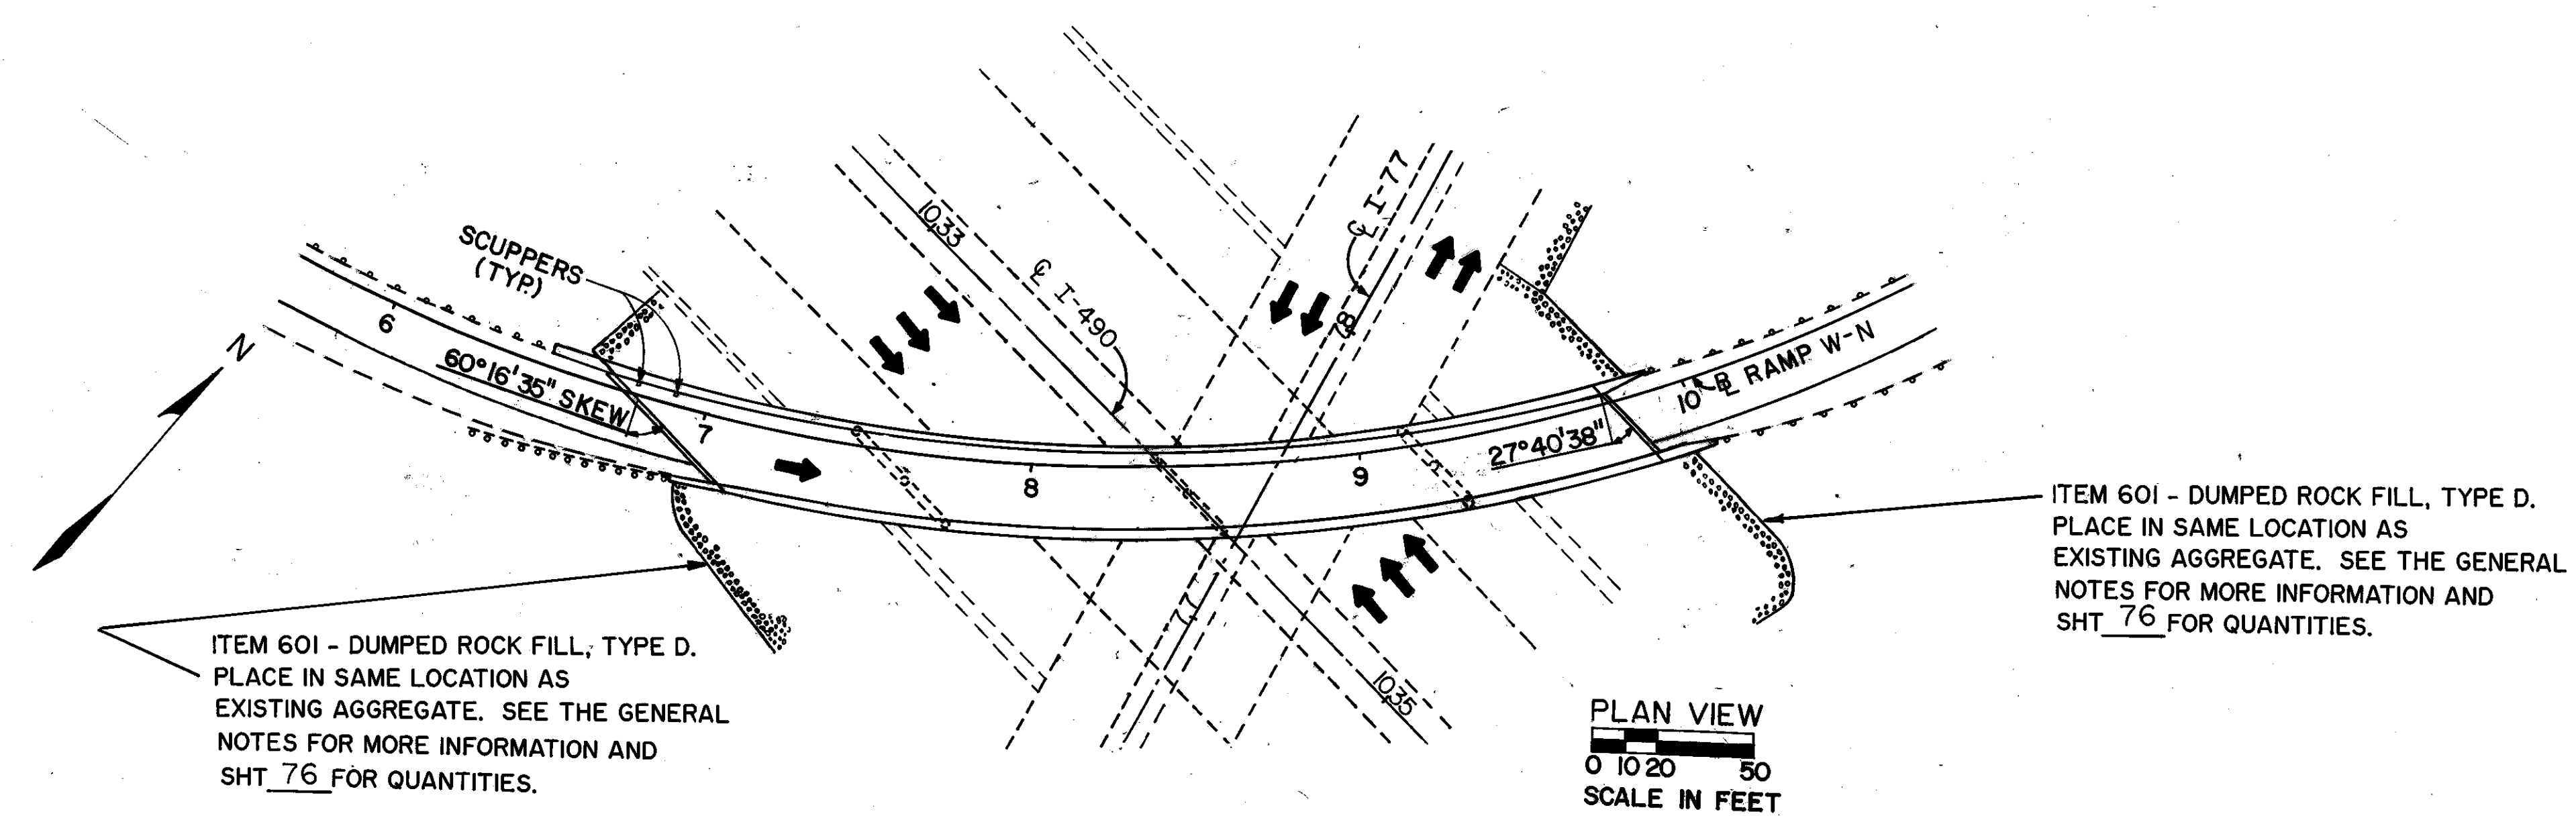 SCUPPERS
(TYP.)
N
6
60°16'35" SKEW
7
8
9
10
1033
℄ I-490
℄ I-77
78
77
1035
27°40'38"
℄ RAMP W-N
ITEM 601 - DUMPED ROCK FILL, TYPE D.
PLACE IN SAME LOCATION AS
EXISTING AGGREGATE. SEE THE GENERAL
NOTES FOR MORE INFORMATION AND
SHT 76 FOR QUANTITIES.
ITEM 601 - DUMPED ROCK FILL, TYPE D.
PLACE IN SAME LOCATION AS
EXISTING AGGREGATE. SEE THE GENERAL
NOTES FOR MORE INFORMATION AND
SHT 76 FOR QUANTITIES.
PLAN VIEW
0 10 20 50
SCALE IN FEET